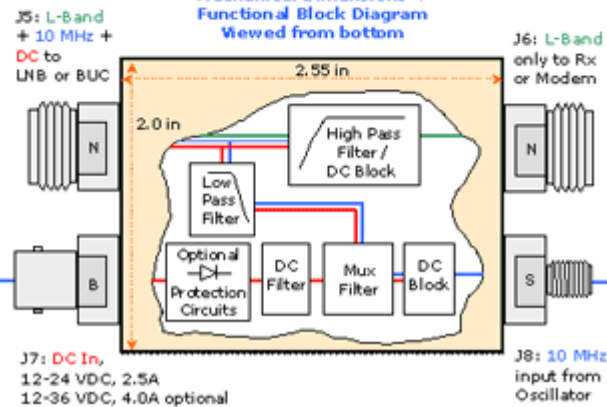 Functional Block Diagram
Viewed from bottom
J5: L-Band
+ 10 MHz +
DC to
LNB or BUC
J6: L-Band
only to Rx
or Modem
2.55 in
2.0 in
N
N
High Pass
Filter /
DC Block
Low
Pass
Filter
Optional
Protection
Circuits
DC
Filter
Mux
Filter
DC
Block
B
S
J7: DC In,
12-24 VDC, 2.5A
12-36 VDC, 4.0A optional
J8: 10 MHz
input from
Oscillator